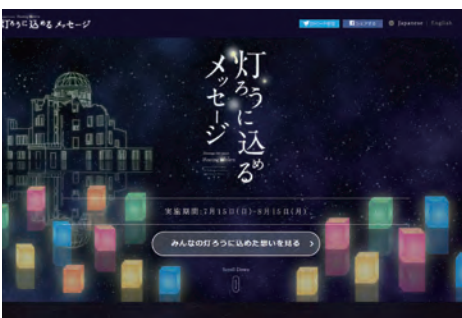 灯ろうに込める メッセージ
Japanese | English
灯ろうに込める
メッセージ
実施期間:7月15日(日)-9月15日(月)
みんなの灯ろうに込めた想いを見る
Scroll Down